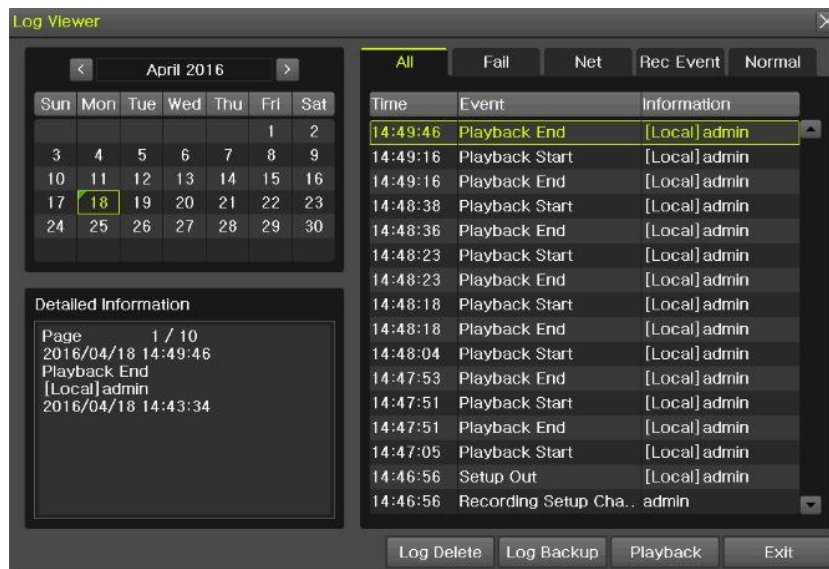 Log Viewer
< April 2016 >
Sun Mon Tue Wed Thu Fri Sat
1 2
3 4 5 6 7 8 9
10 11 12 13 14 15 16
17 18 19 20 21 22 23
24 25 26 27 28 29 30
Detailed Information
Page 1 / 10
2016/04/18 14:49:46
Playback End
[Local]admin
2016/04/18 14:43:34
All Fail Net Rec Event Normal
Time Event Information
14:49:46 Playback End [Local]admin
14:49:16 Playback Start [Local]admin
14:49:16 Playback End [Local]admin
14:48:38 Playback Start [Local]admin
14:48:36 Playback End [Local]admin
14:48:23 Playback Start [Local]admin
14:48:23 Playback End [Local]admin
14:48:18 Playback Start [Local]admin
14:48:18 Playback End [Local]admin
14:48:04 Playback Start [Local]admin
14:47:53 Playback End [Local]admin
14:47:51 Playback Start [Local]admin
14:47:51 Playback End [Local]admin
14:47:05 Playback Start [Local]admin
14:46:56 Setup Out [Local]admin
14:46:56 Recording Setup Cha.. admin
Log Delete Log Backup Playback Exit